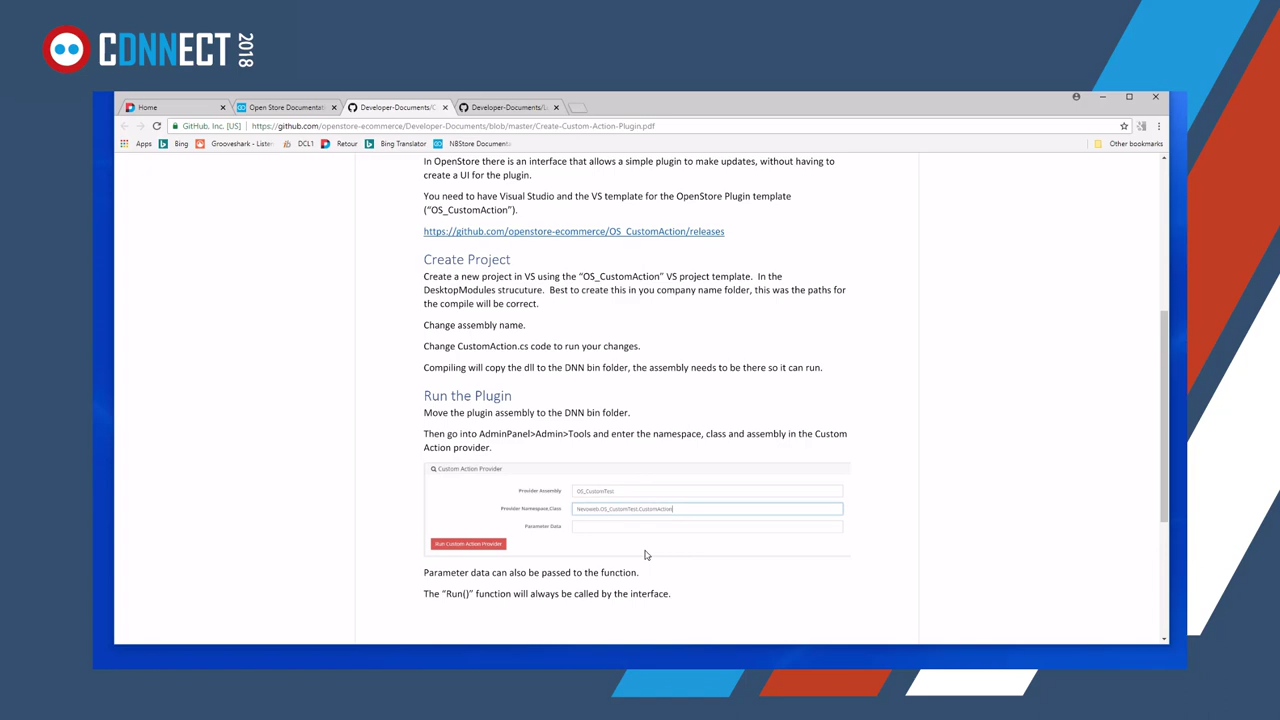 CDNNECT 2018
Home
Open Store Documentat
Developer-Documents/C
Developer-Documents/L
GitHub, Inc. [US]
https://github.com/openstore-ecommerce/Developer-Documents/blob/master/Create-Custom-Action-Plugin.pdf
Apps
Bing
Grooveshark - Listen
DCL1
Retour
Bing Translator
NBStore Document
Other bookmarks
In OpenStore there is an interface that allows a simple plugin to make updates, without having to
create a UI for the plugin.
You need to have Visual Studio and the VS template for the OpenStore Plugin template
(“OS_CustomAction”).
https://github.com/openstore-ecommerce/OS_CustomAction/releases
Create Project
Create a new project in VS using the “OS_CustomAction” VS project template. In the
DesktopModules strucuture. Best to create this in you company name folder, this was the paths for
the compile will be correct.
Change assembly name.
Change CustomAction.cs code to run your changes.
Compiling will copy the dll to the DNN bin folder, the assembly needs to be there so it can run.
Run the Plugin
Move the plugin assembly to the DNN bin folder.
Then go into AdminPanel>Admin>Tools and enter the namespace, class and assembly in the Custom
Action provider.
Custom Action Provider
Provider Assembly
OS_CustomTest
Provider Namespace.Class
Nevoweb.OS_CustomTest.CustomAction
Parameter Data
Run Custom Action Provider
Parameter data can also be passed to the function.
The “Run()” function will always be called by the interface.